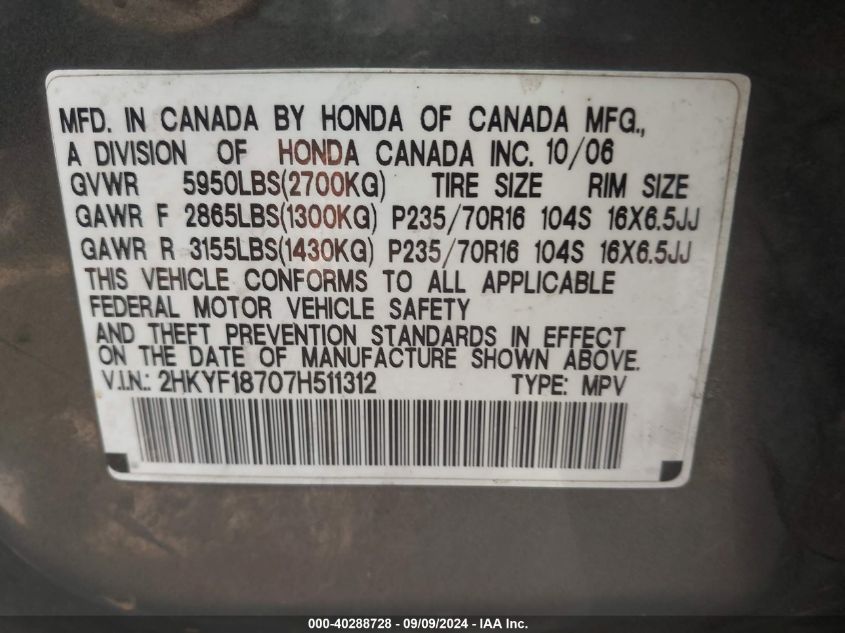 MFD. IN CANADA BY HONDA OF CANADA MFG.,
A DIVISION OF HONDA CANADA INC. 10/06
GVWR 5950LBS(2700KG) TIRE SIZE RIM SIZE
GAWR F 2865LBS(1300KG) P235/70R16 104S 16X6.5JJ
GAWR R 3155LBS(1430KG) P235/70R16 104S 16X6.5JJ
THIS VEHICLE CONFORMS TO ALL APPLICABLE
FEDERAL MOTOR VEHICLE SAFETY
AND THEFT PREVENTION STANDARDS IN EFFECT
ON THE DATE OF MANUFACTURE SHOWN ABOVE.
V.I.N.: 2HKYF18707H511312 TYPE: MPV
000-40288728 - 09/09/2024 - IAA Inc.